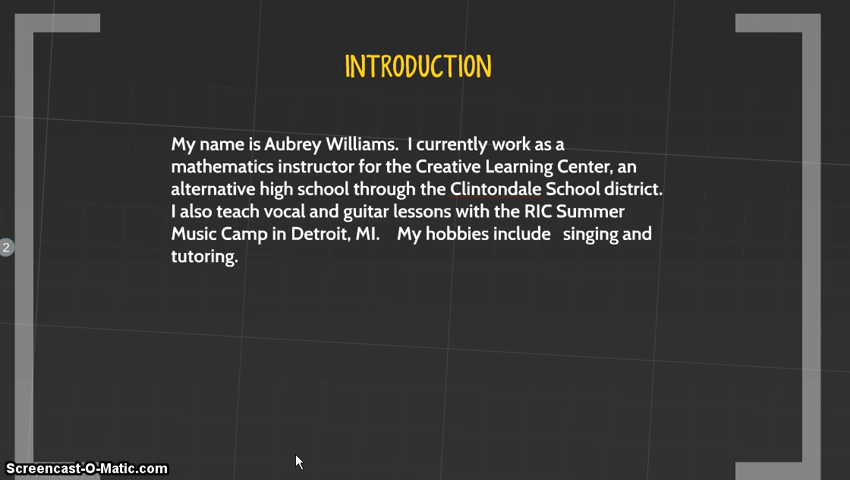 INTRODUCTION
My name is Aubrey Williams.  I currently work as a
mathematics instructor for the Creative Learning Center, an
alternative high school through the Clintondale School district.
I also teach vocal and guitar lessons with the RIC Summer
Music Camp in Detroit, MI.    My hobbies include   singing and
tutoring.
2
Screencast-O-Matic.com